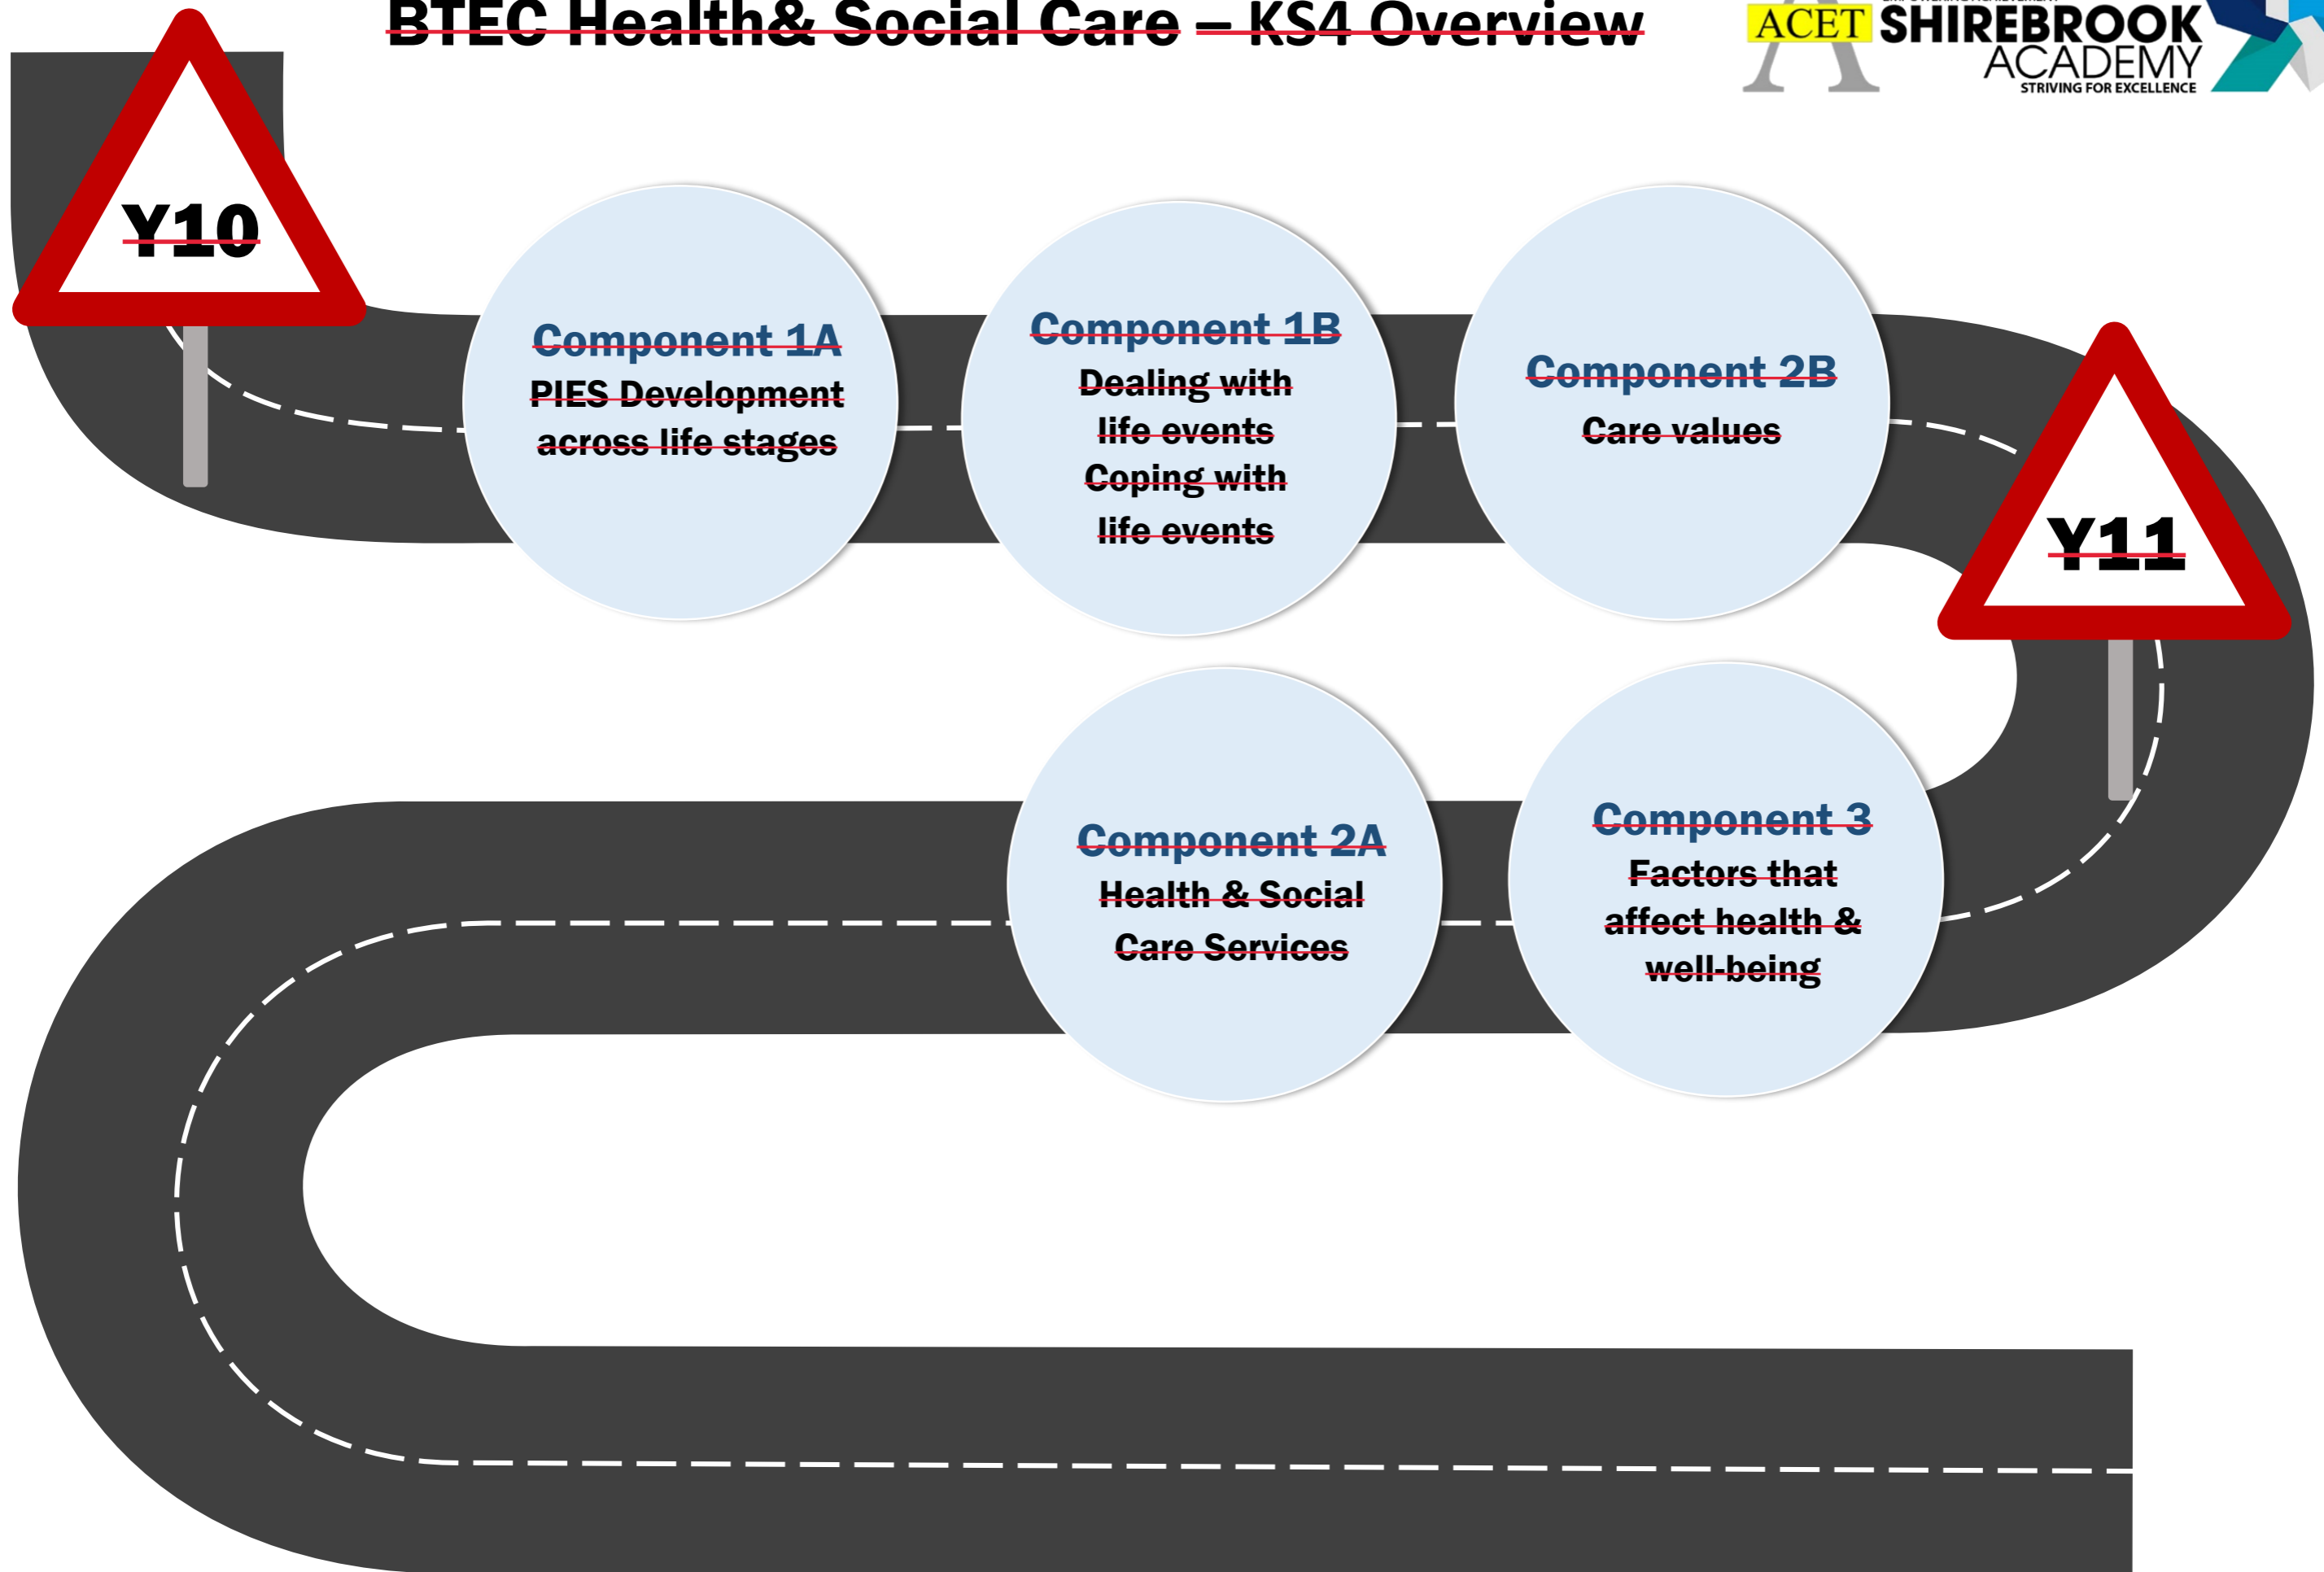 BTEC Health& Social Care – KS4 Overview
ACET SHIREBROOK
ACADEMY
STRIVING FOR EXCELLENCE
Y10
Component 1A
PIES Development
across life stages
Component 1B
Dealing with
life events
Coping with
life events
Component 2B
Care values
Y11
Component 2A
Health & Social
Care Services
Component 3
Factors that
affect health &
well-being